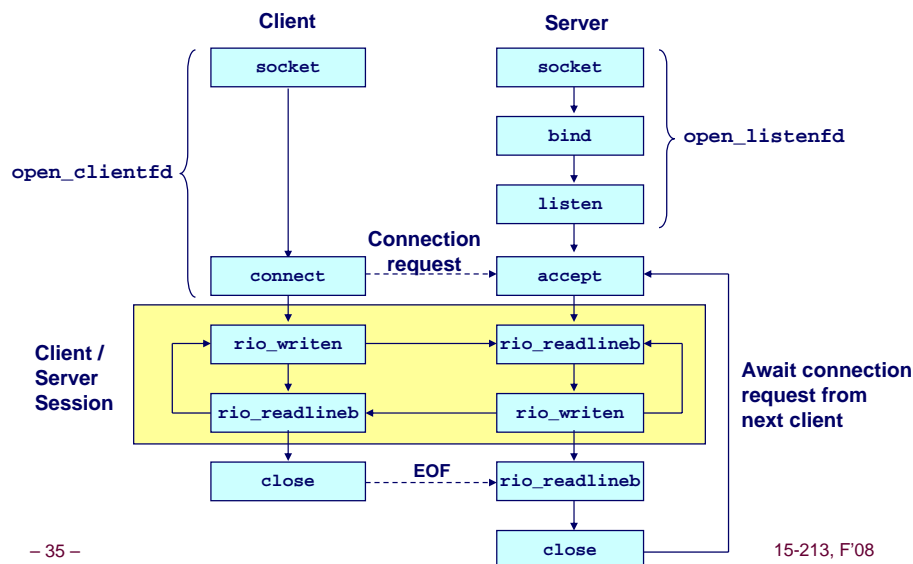 Client
Server
socket
socket
bind
open_listenfd
open_clientfd
listen
Connection
request
connect
accept
Client /
Server
Session
rio_writen
rio_readlineb
Await connection
request from
next client
rio_readlineb
rio_writen
close
EOF
rio_readlineb
close
– 35 –
15-213, F'08